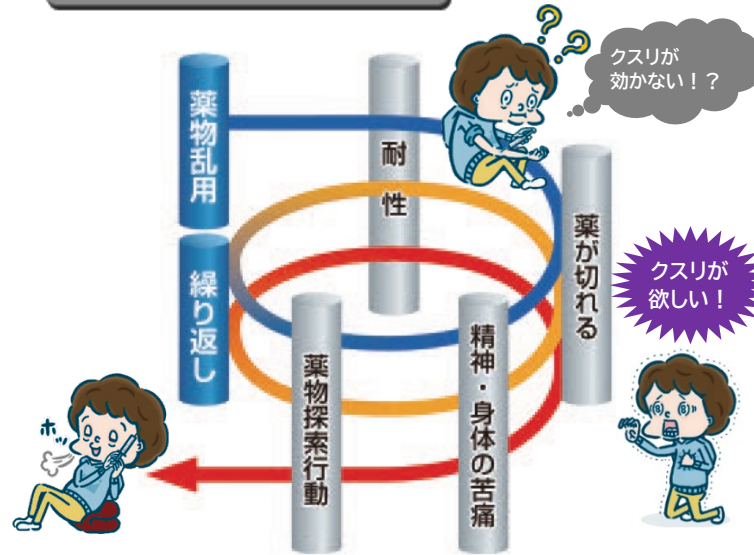 クスリが
効かない！？
薬物乱用
耐性
薬が切れる
クスリが
欲しい！
繰り返し
精神・身体の苦痛
薬物探索行動
ホッ